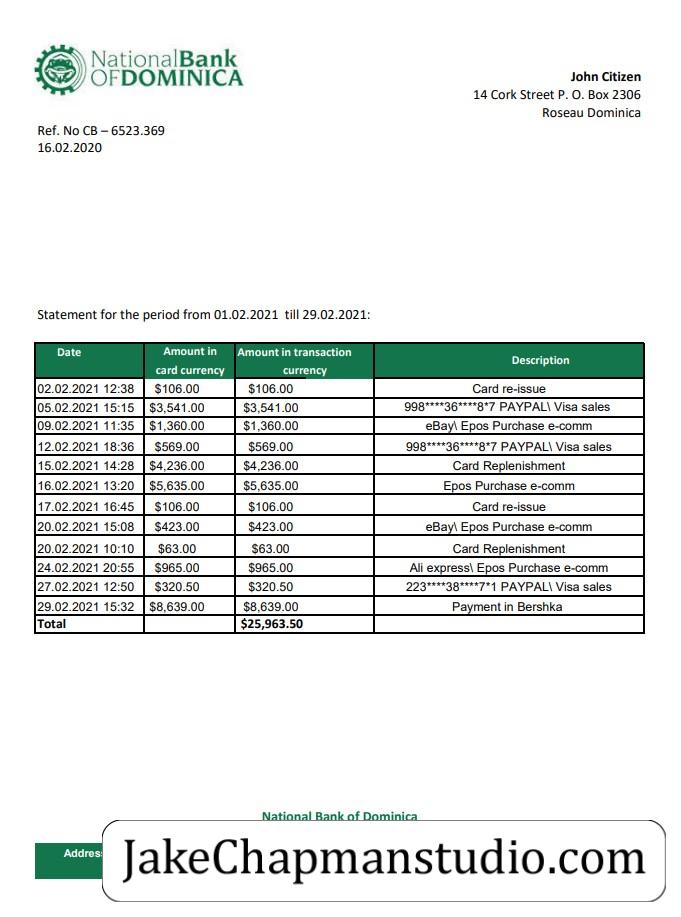 NationalBank
OFDOMINICA
John Citizen
14 Cork Street P. O. Box 2306
Roseau Dominica
Ref. No CB – 6523.369
16.02.2020
Statement for the period from 01.02.2021 till 29.02.2021:
Date Amount in card currency Amount in transaction currency Description
02.02.2021 12:38 $106.00 $106.00 Card re-issue
05.02.2021 15:15 $3,541.00 $3,541.00 998****36****8*7 PAYPAL\ Visa sales
09.02.2021 11:35 $1,360.00 $1,360.00 eBay\ Epos Purchase e-comm
12.02.2021 18:36 $569.00 $569.00 998****36****8*7 PAYPAL\ Visa sales
15.02.2021 14:28 $4,236.00 $4,236.00 Card Replenishment
16.02.2021 13:20 $5,635.00 $5,635.00 Epos Purchase e-comm
17.02.2021 16:45 $106.00 $106.00 Card re-issue
20.02.2021 15:08 $423.00 $423.00 eBay\ Epos Purchase e-comm
20.02.2021 10:10 $63.00 $63.00 Card Replenishment
24.02.2021 20:55 $965.00 $965.00 Ali express\ Epos Purchase e-comm
27.02.2021 12:50 $320.50 $320.50 223****38****7*1 PAYPAL\ Visa sales
29.02.2021 15:32 $8,639.00 $8,639.00 Payment in Bershka
Total $25,963.50
National Bank of Dominica
JakeChapmanstudio.com